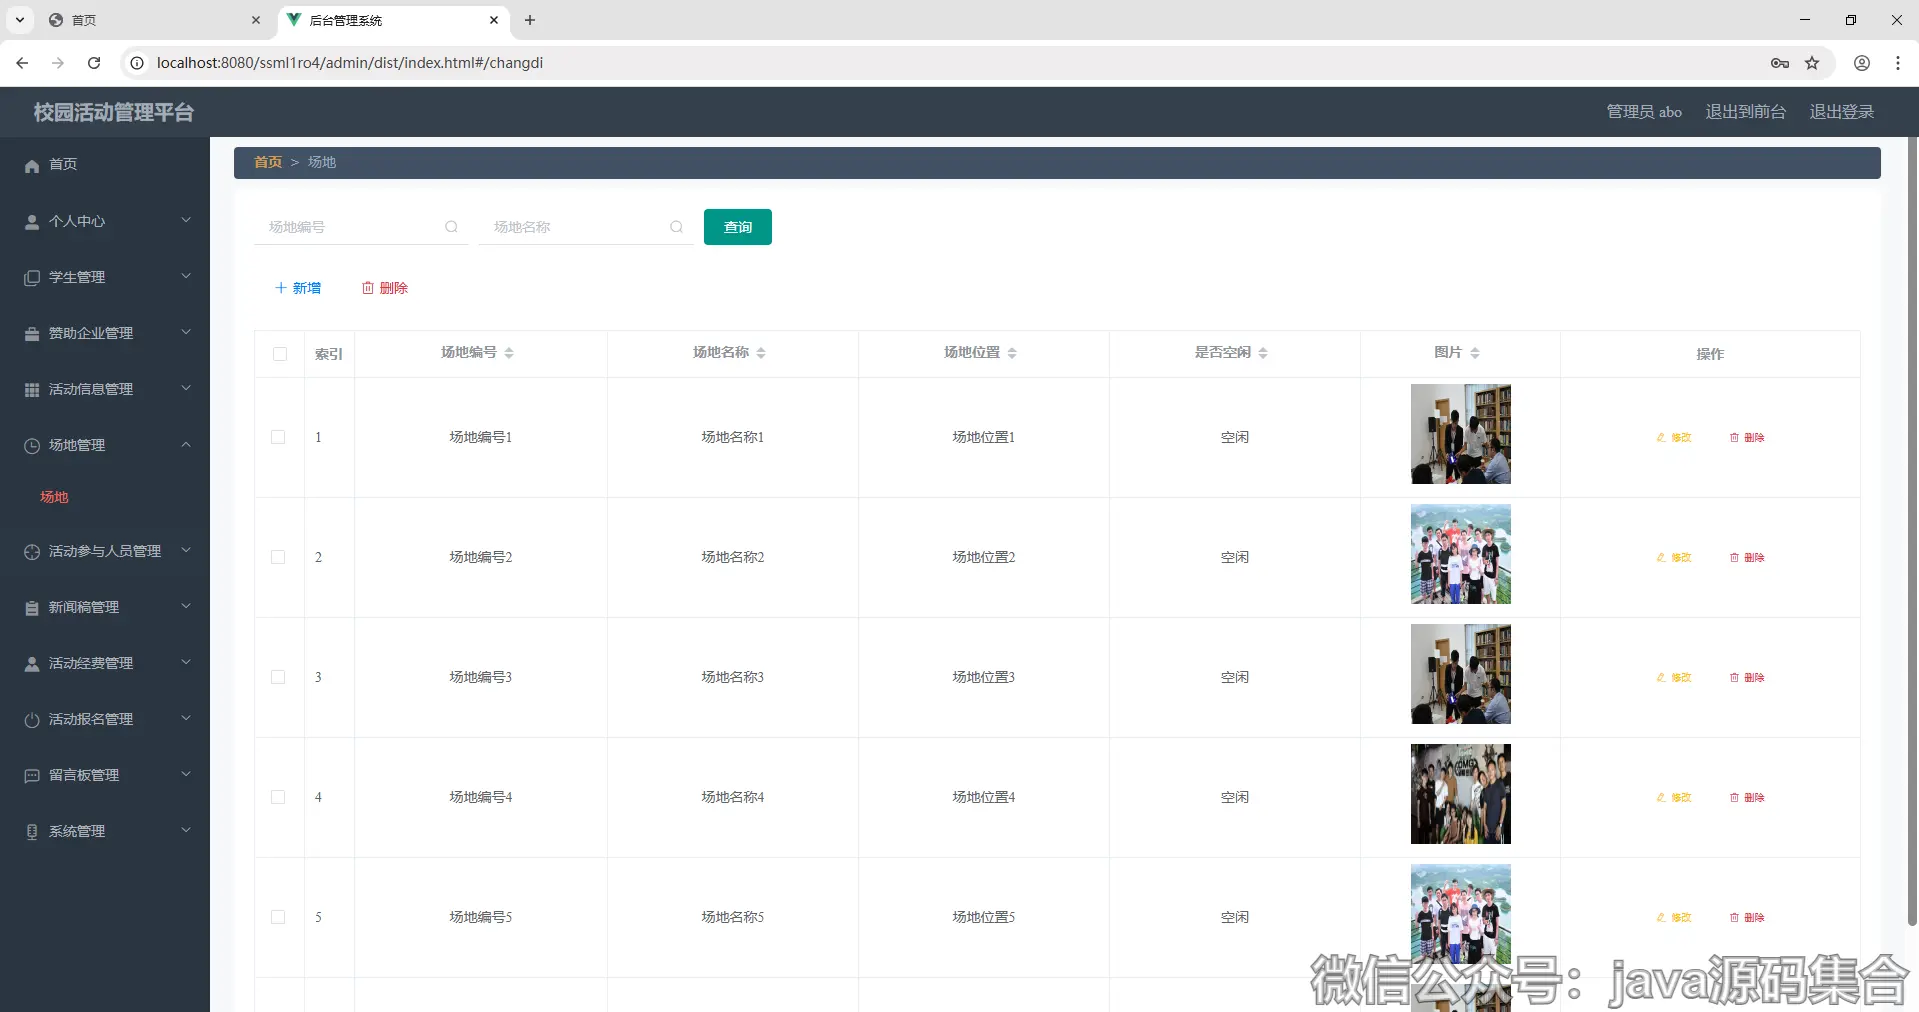 首页
后台管理系统
localhost:8080/ssml1ro4/admin/dist/index.html#/changdi
校园活动管理平台
管理员 abo
退出到前台
退出登录
首页
个人中心
学生管理
赞助企业管理
活动信息管理
场地管理
场地
活动参与人员管理
新闻稿管理
活动经费管理
活动报名管理
留言板管理
系统管理
首页 > 场地
场地编号
场地名称
查询
新增
删除
索引 场地编号 场地名称 场地位置 是否空闲 图片 操作
1 场地编号1 场地名称1 场地位置1 空闲 修改 删除
2 场地编号2 场地名称2 场地位置2 空闲 修改 删除
3 场地编号3 场地名称3 场地位置3 空闲 修改 删除
4 场地编号4 场地名称4 场地位置4 空闲 修改 删除
5 场地编号5 场地名称5 场地位置5 空闲 修改 删除
微信公众号：java源码集合